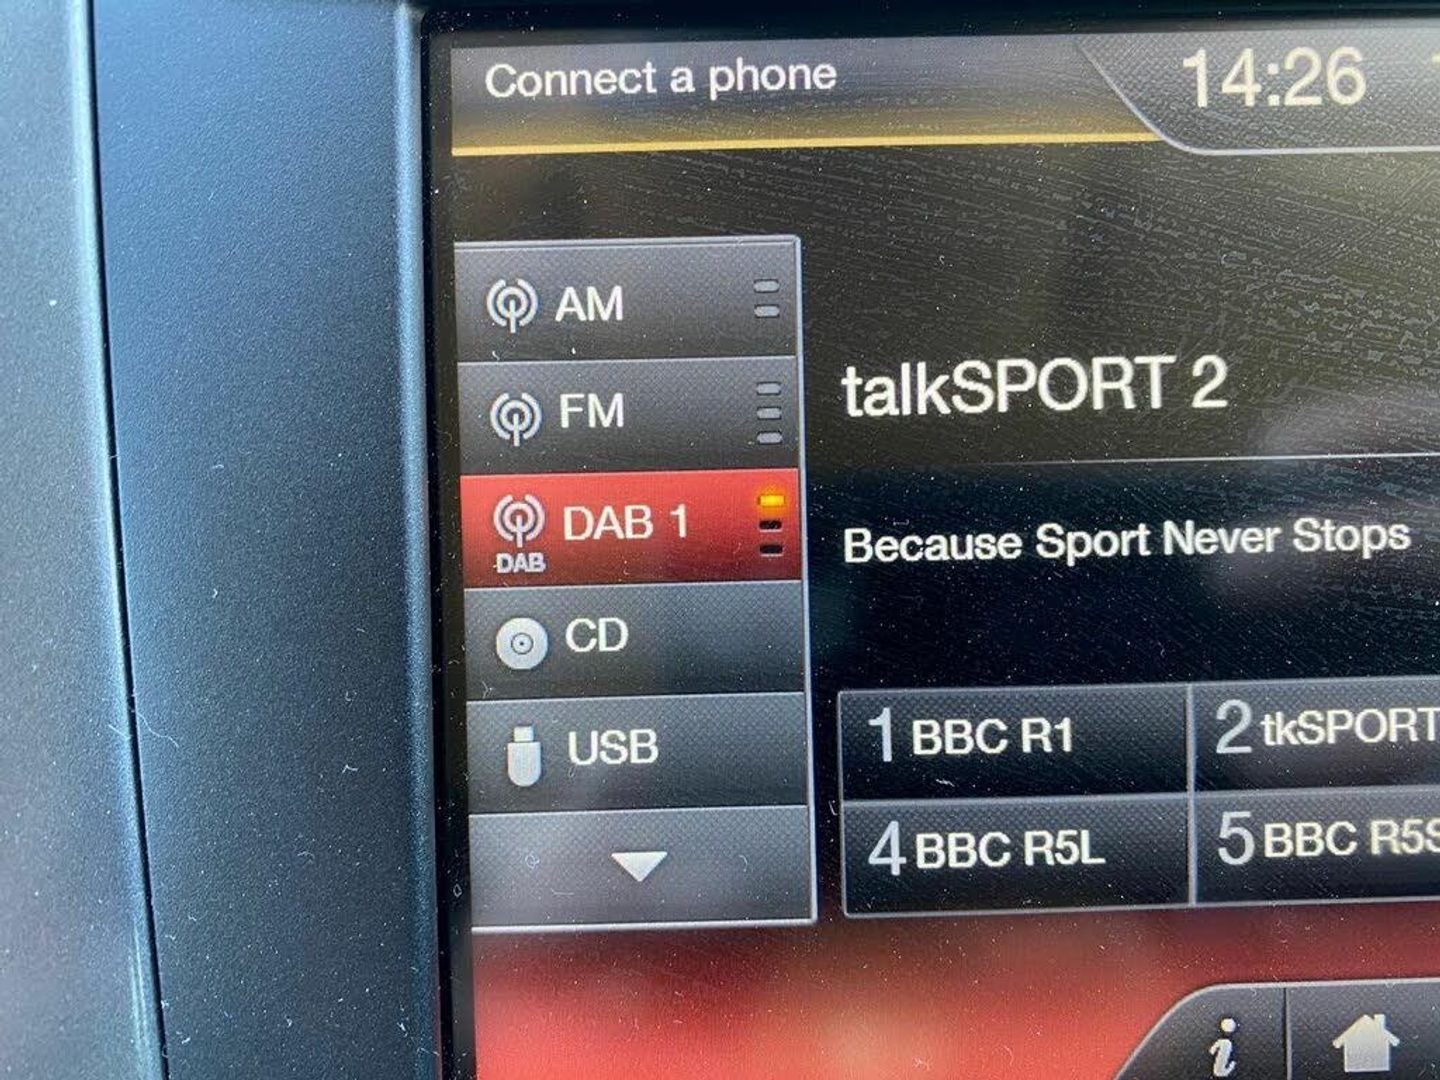 Connect a phone
14:26
AM
FM
DAB 1
DAB
CD
USB
talkSPORT 2
Because Sport Never Stops
1 BBC R1
2 tkSPORT
4 BBC R5L
5 BBC R5S
i